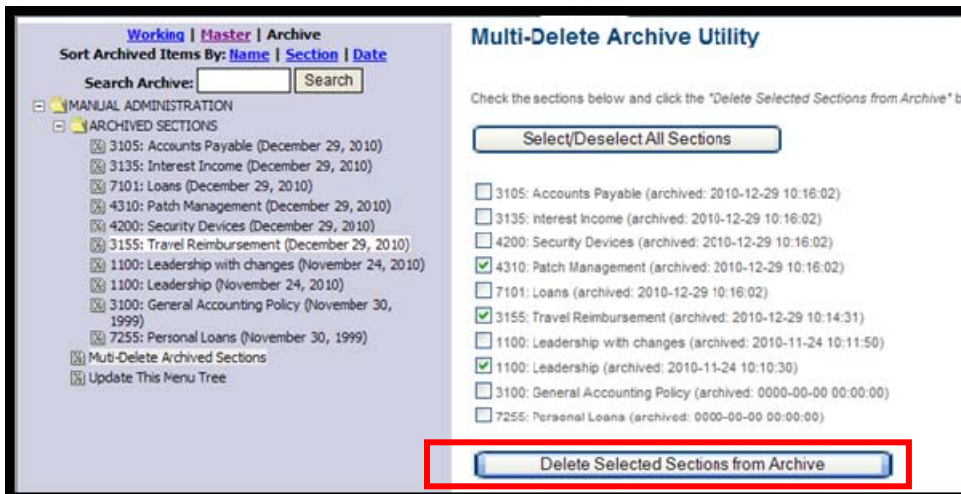 Working | Master | Archive
Sort Archived Items By: Name | Section | Date
Search Archive: Search
MANUAL ADMINISTRATION
ARCHIVED SECTIONS
3105: Accounts Payable (December 29, 2010)
3135: Interest Income (December 29, 2010)
7101: Loans (December 29, 2010)
4310: Patch Management (December 29, 2010)
4200: Security Devices (December 29, 2010)
3155: Travel Reimbursement (December 29, 2010)
1100: Leadership with changes (November 24, 2010)
1100: Leadership (November 24, 2010)
3100: General Accounting Policy (November 30,
1999)
7255: Personal Loans (November 30, 1999)
Muti-Delete Archived Sections
Update This Menu Tree
Multi-Delete Archive Utility
Check the sections below and click the "Delete Selected Sections from Archive" b
Select/Deselect All Sections
3105: Accounts Payable (archived: 2010-12-29 10:16:02)
3135: Interest Income (archived: 2010-12-29 10:16:02)
4200: Security Devices (archived: 2010-12-29 10:16:02)
4310: Patch Management (archived: 2010-12-29 10:16:02)
7101: Loans (archived: 2010-12-29 10:16:02)
3155: Travel Reimbursement (archived: 2010-12-29 10:14:31)
1100: Leadership with changes (archived: 2010-11-24 10:11:50)
1100: Leadership (archived: 2010-11-24 10:10:30)
3100: General Accounting Policy (archived: 0000-00-00 00:00:00)
7255: Personal Loans (archived: 0000-00-00 00:00:00)
Delete Selected Sections from Archive